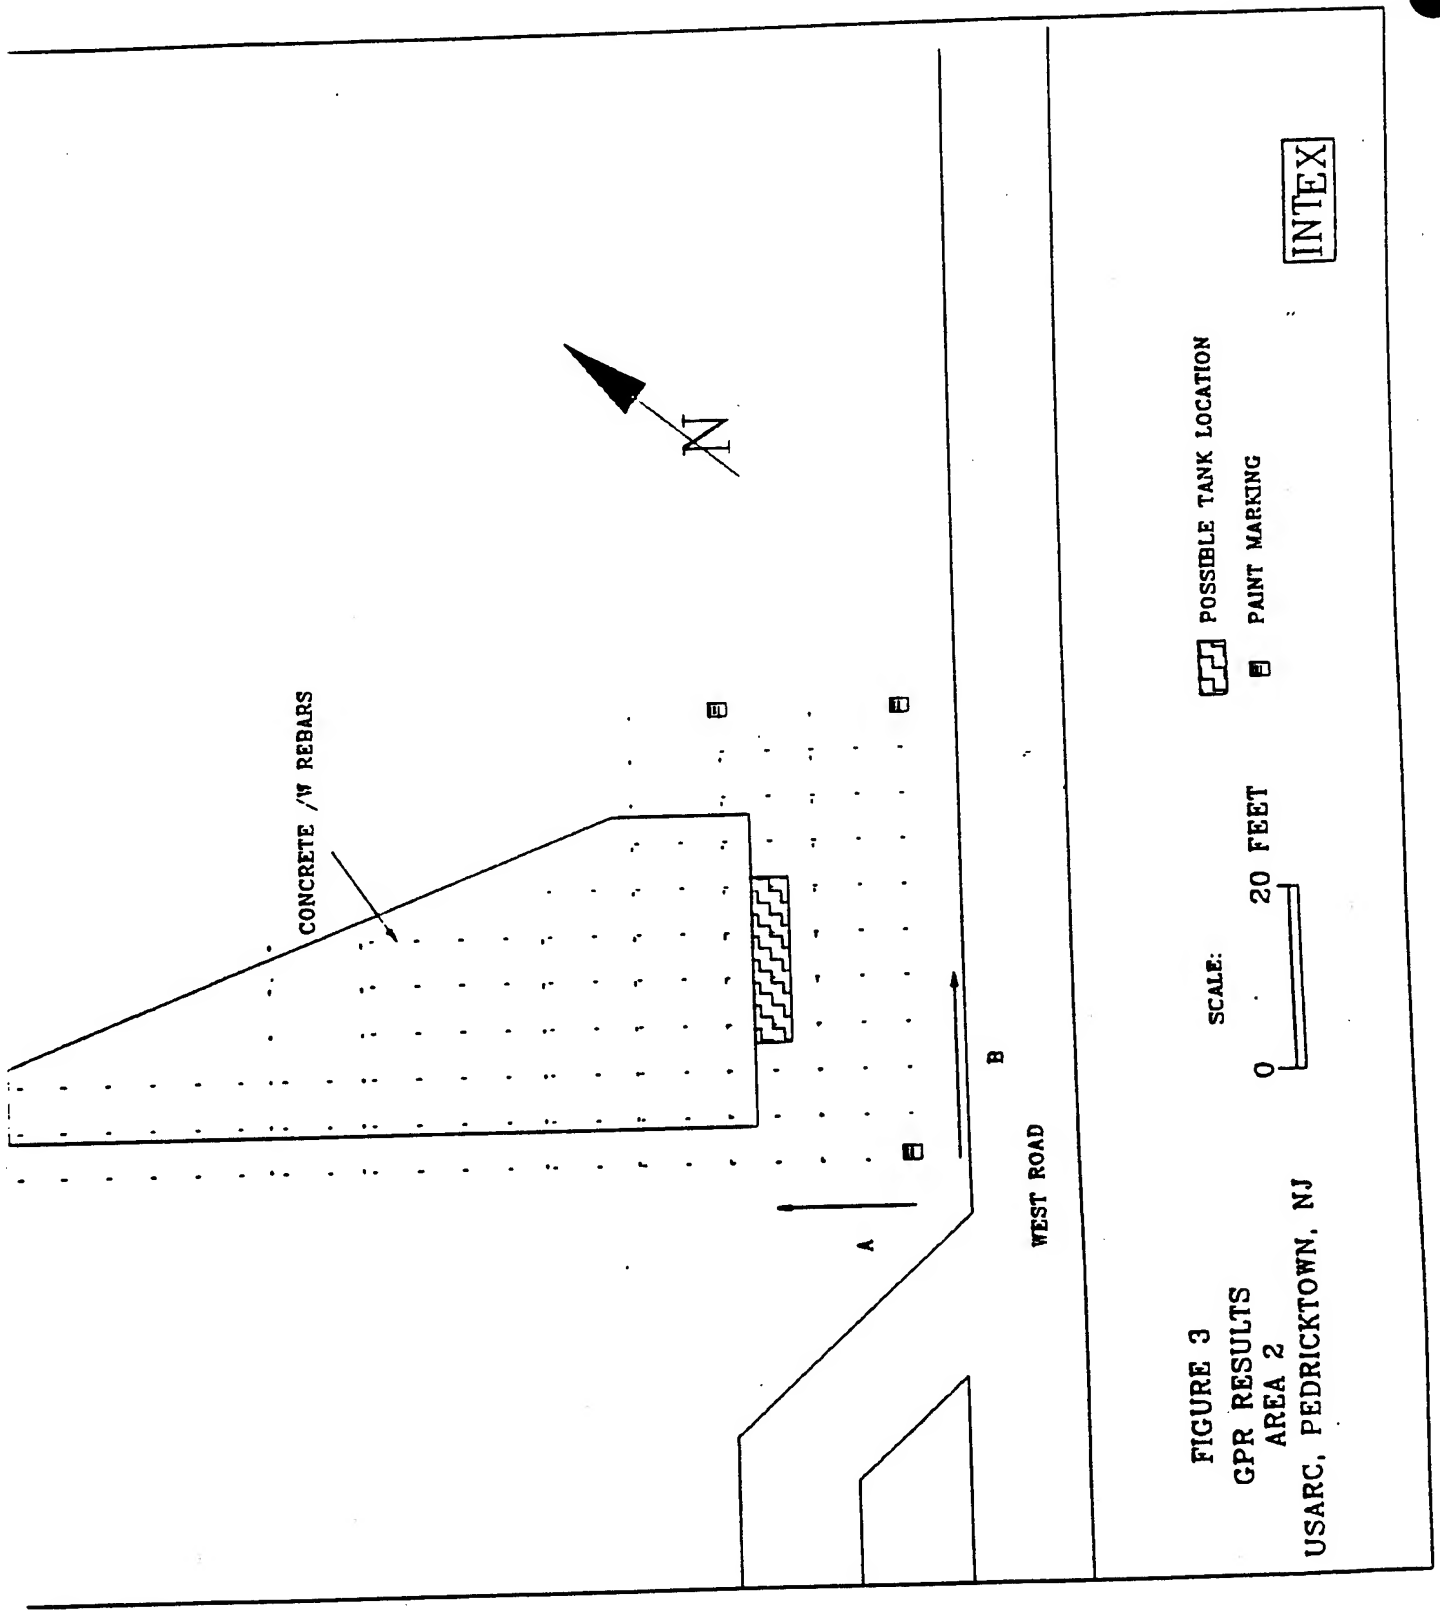 CONCRETE /W REBARS
N
A
B
WEST ROAD
FIGURE 3
GPR RESULTS
AREA 2
USARC, PEDRICKTOWN, NJ
SCALE:
0 20 FEET
POSSIBLE TANK LOCATION
PAINT MARKING
INTEX